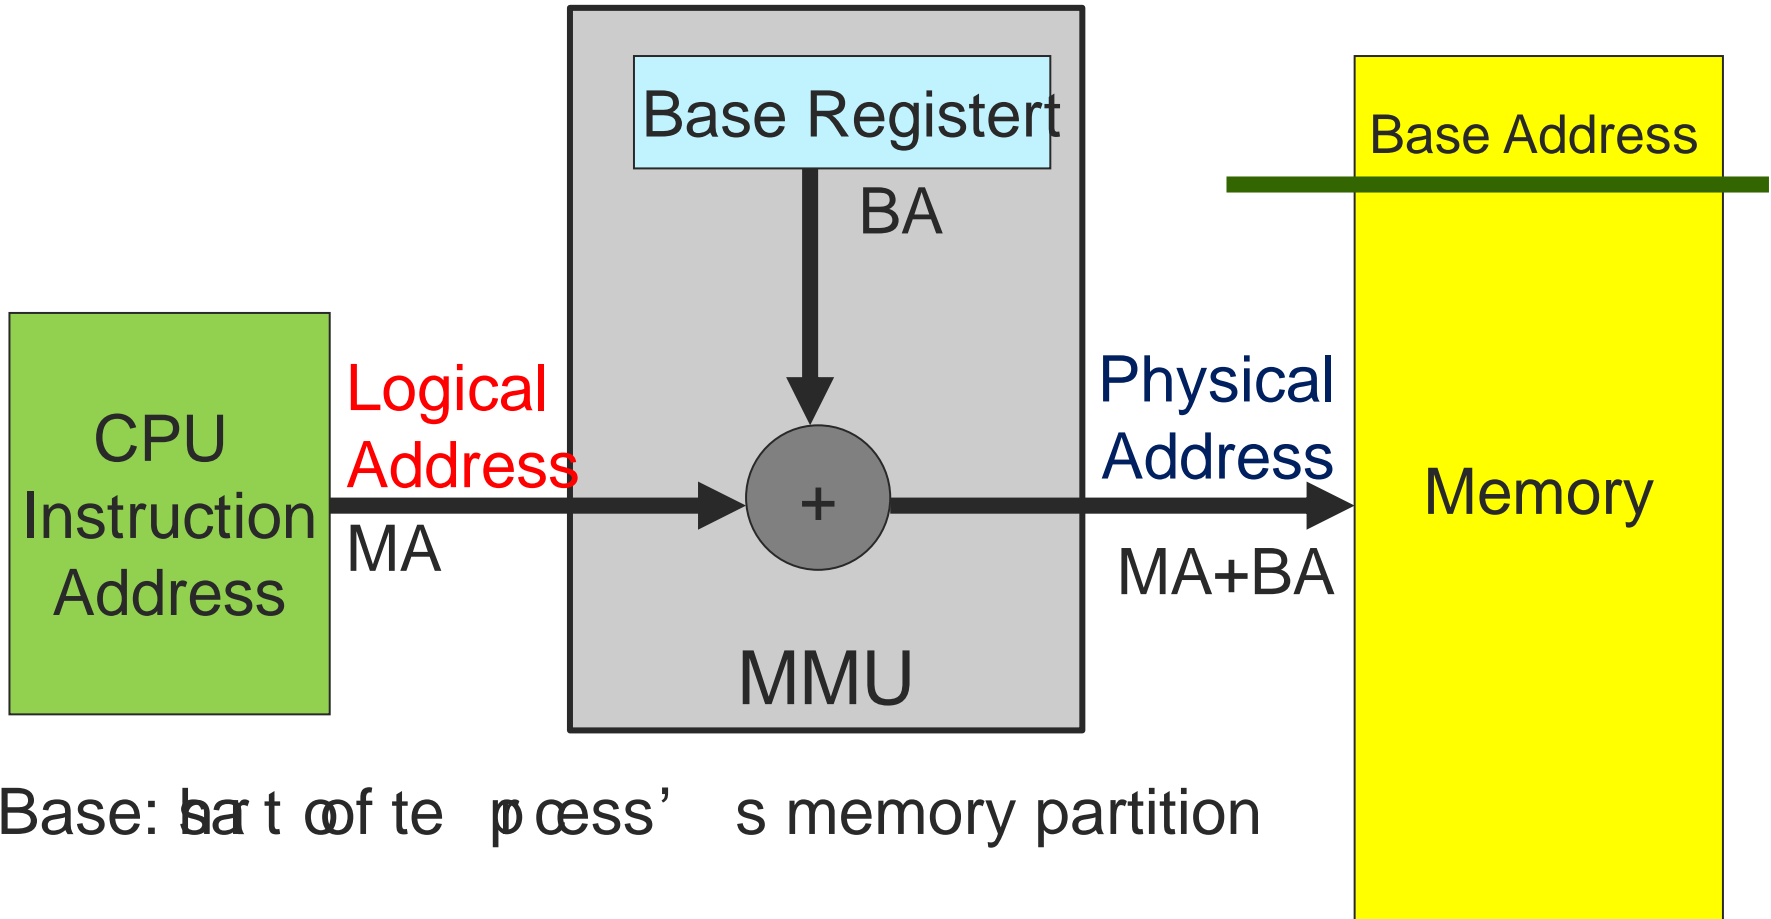 Base Registert
Base Address
BA
Logical
Address
MA
CPU
Instruction
Address
+
Physical
Address
MA+BA
Memory
MMU
Base: of memory partition